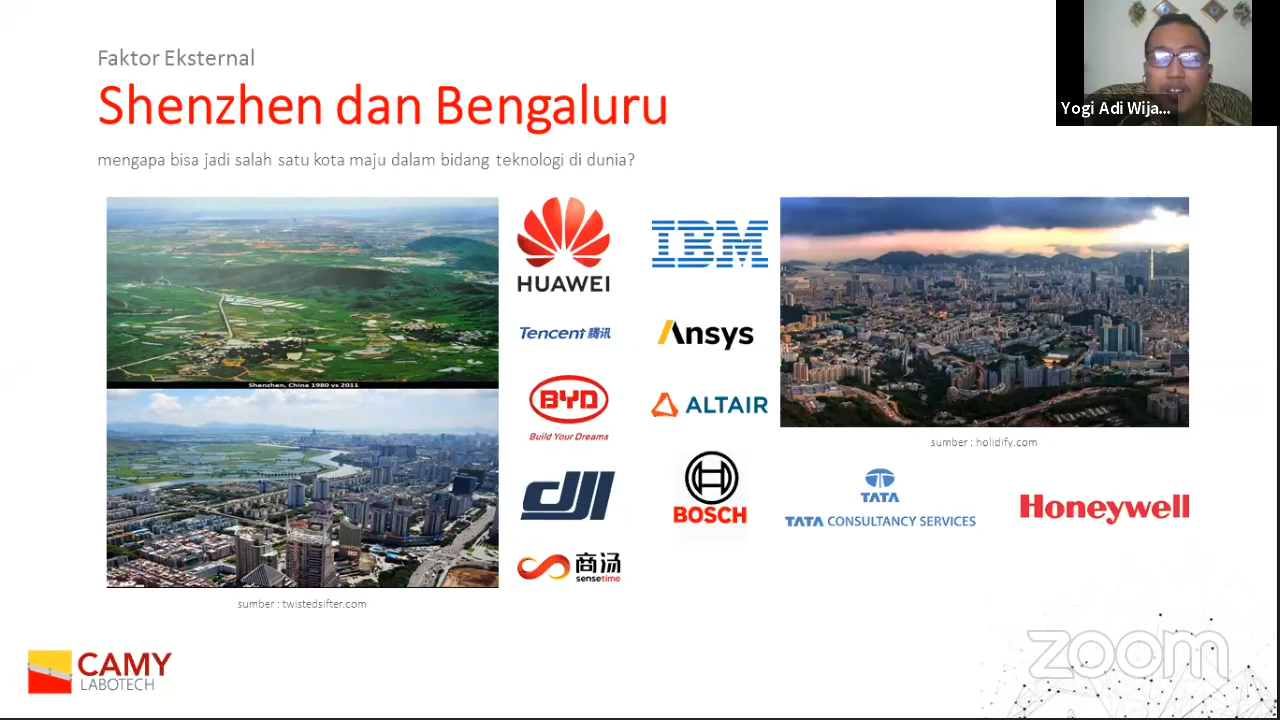 Faktor Eksternal
Shenzhen dan Bengaluru
mengapa bisa jadi salah satu kota maju dalam bidang teknologi di dunia?
Yogi Adi Wija...
Shenzhen, China 1980 vs 2011
sumber : twistedsifter.com
HUAWEI
Tencent 腾讯
BYD
Build Your Dreams
DJI
商汤
sensetime
IBM
Ansys
ALTAIR
BOSCH
sumber : holidify.com
TATA
TATA CONSULTANCY SERVICES
Honeywell
CAMY
LABOTECH
zoom